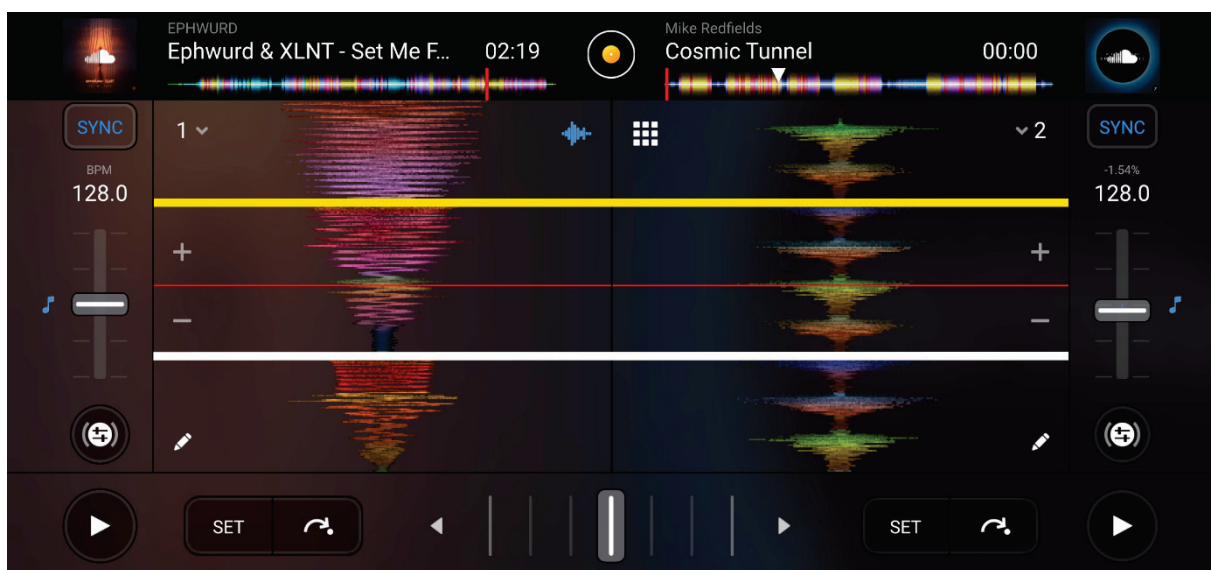 EPHWURD
Ephwurd & XLNT - Set Me F... 02:19
Mike Redfields
Cosmic Tunnel 00:00
SYNC
1
2
SYNC
BPM
128.0
-1.54%
128.0
+
+
−
−
SET
SET